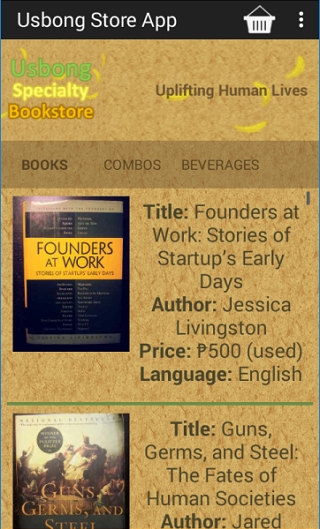 Usbong Store App
Usbong
Specialty
Bookstore
Uplifting Human Lives
BOOKS COMBOS BEVERAGES
FOUNDERS
AT WORK
STORIES OF STARTUPS' EARLY DAYS
Title: Founders at
Work: Stories of
Startup’s Early
Days
Author: Jessica
Livingston
Price: ₱500 (used)
Language: English
NATIONAL BESTSELLER
GUNS,
GERMS, AND
STEEL
Title: Guns,
Germs, and Steel:
The Fates of
Human Societies
Author: Jared